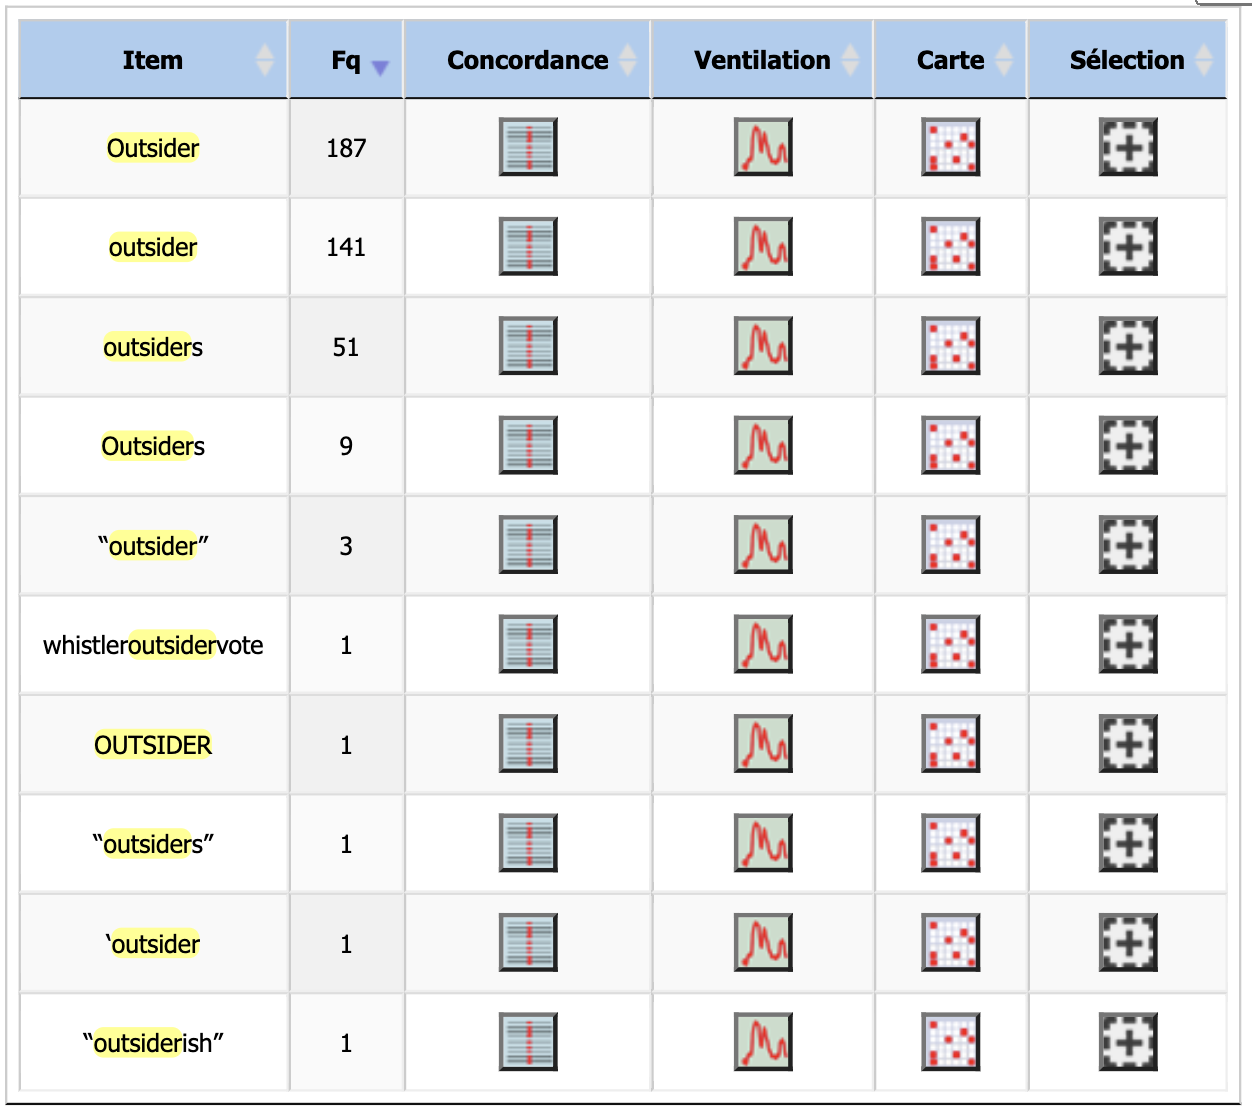 Item Fq Concordance Ventilation Carte Sélection
Outsider 187
outsider 141
outsiders 51
Outsiders 9
“outsider” 3
whistleroutsidervote 1
OUTSIDER 1
“outsiders” 1
‘outsider 1
“outsiderish” 1